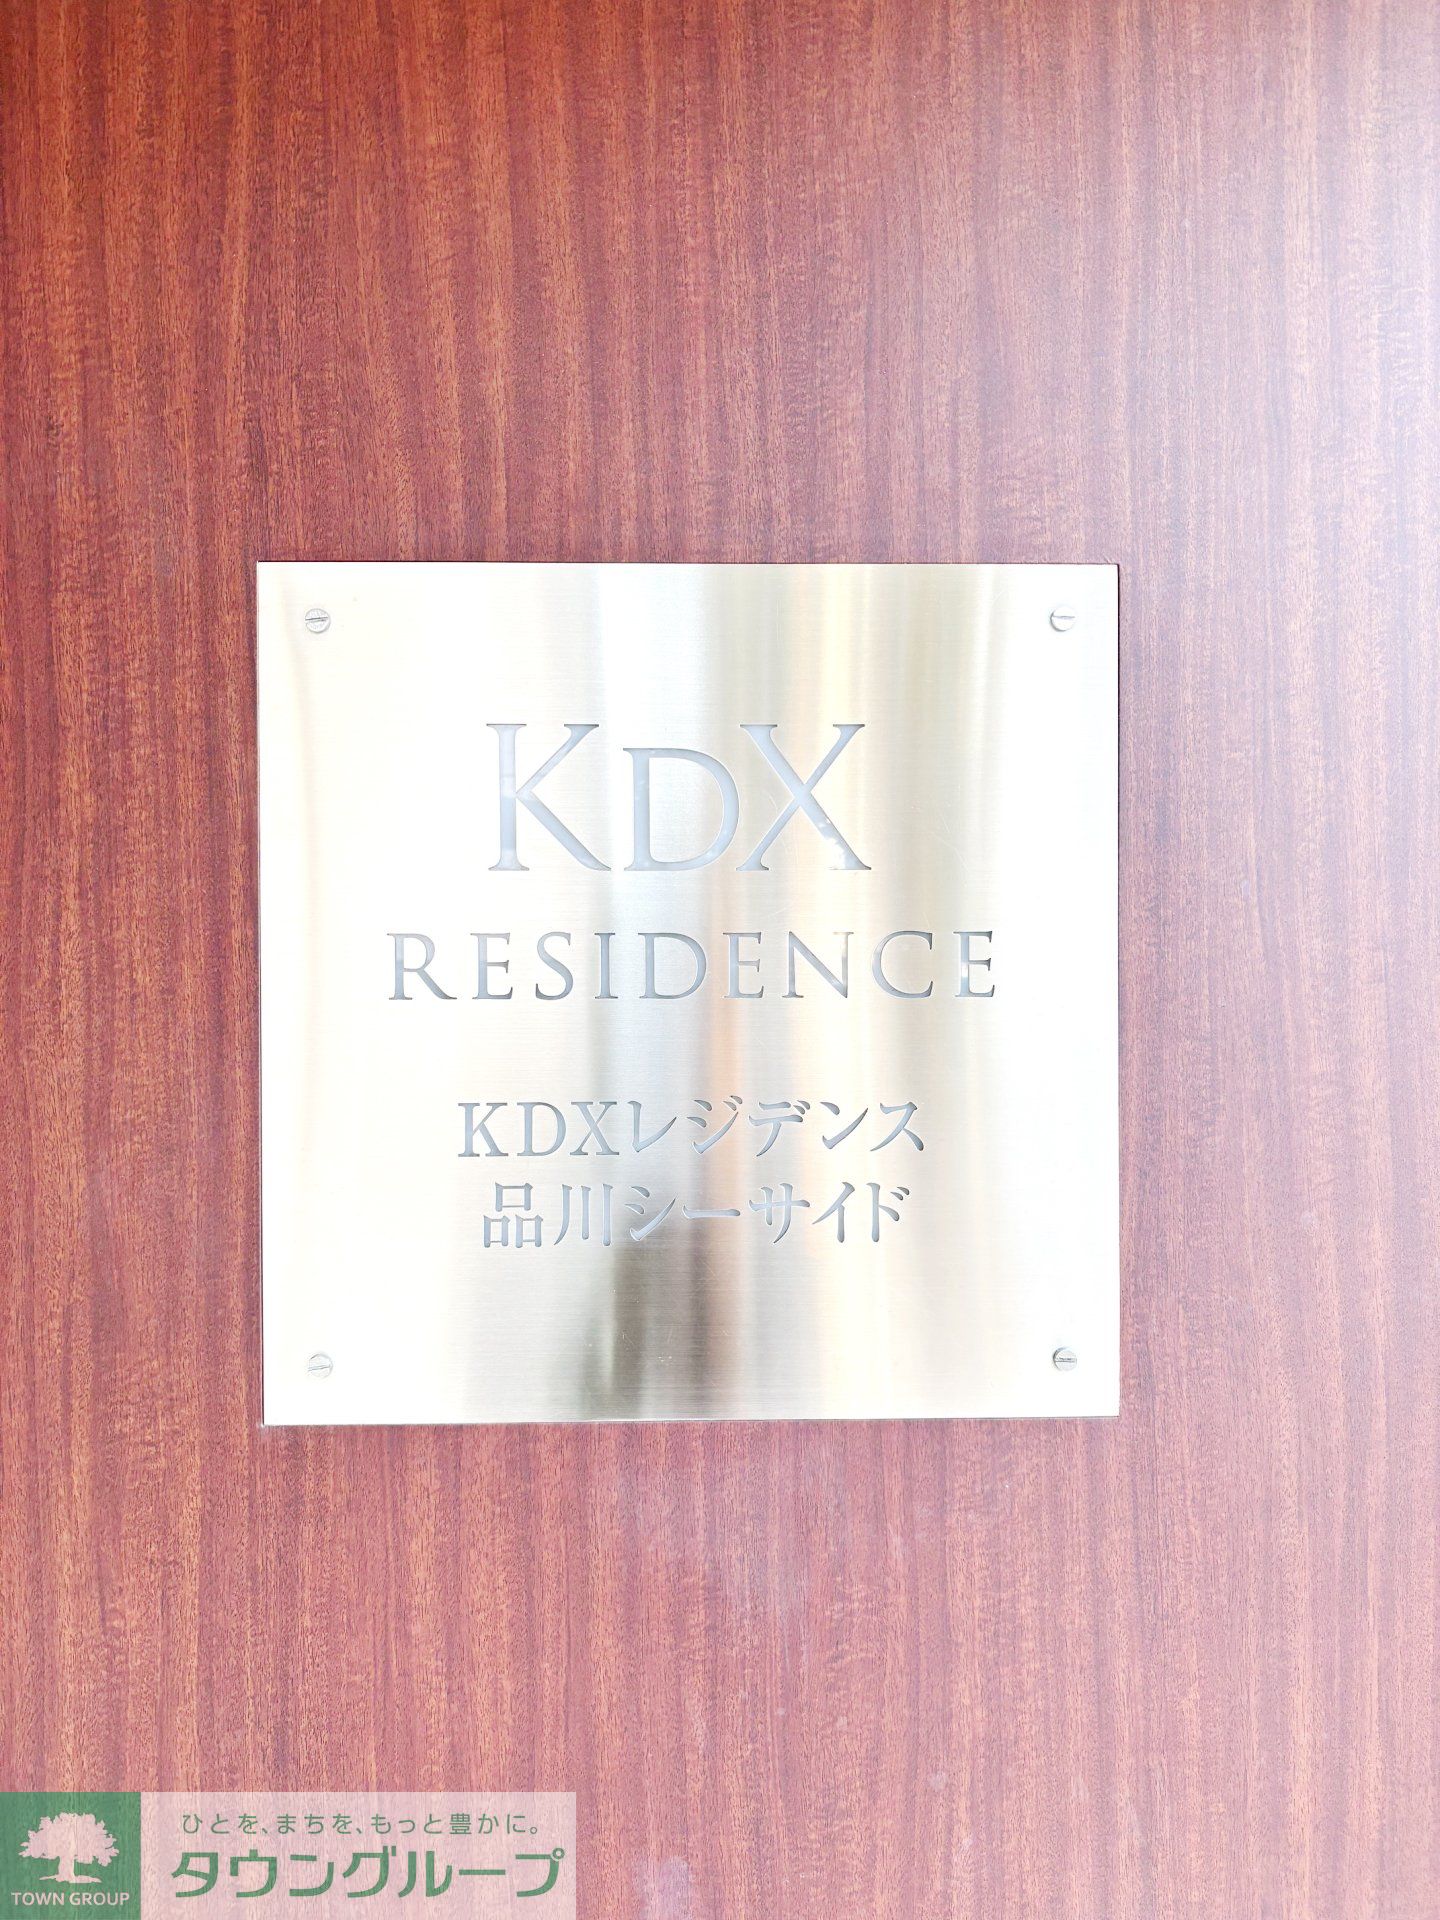 KDX
RESIDENCE
KDXレジデンス
品川シーサイド
ひとを、まちを、もっと豊かに。
タウングループ
TOWN GROUP